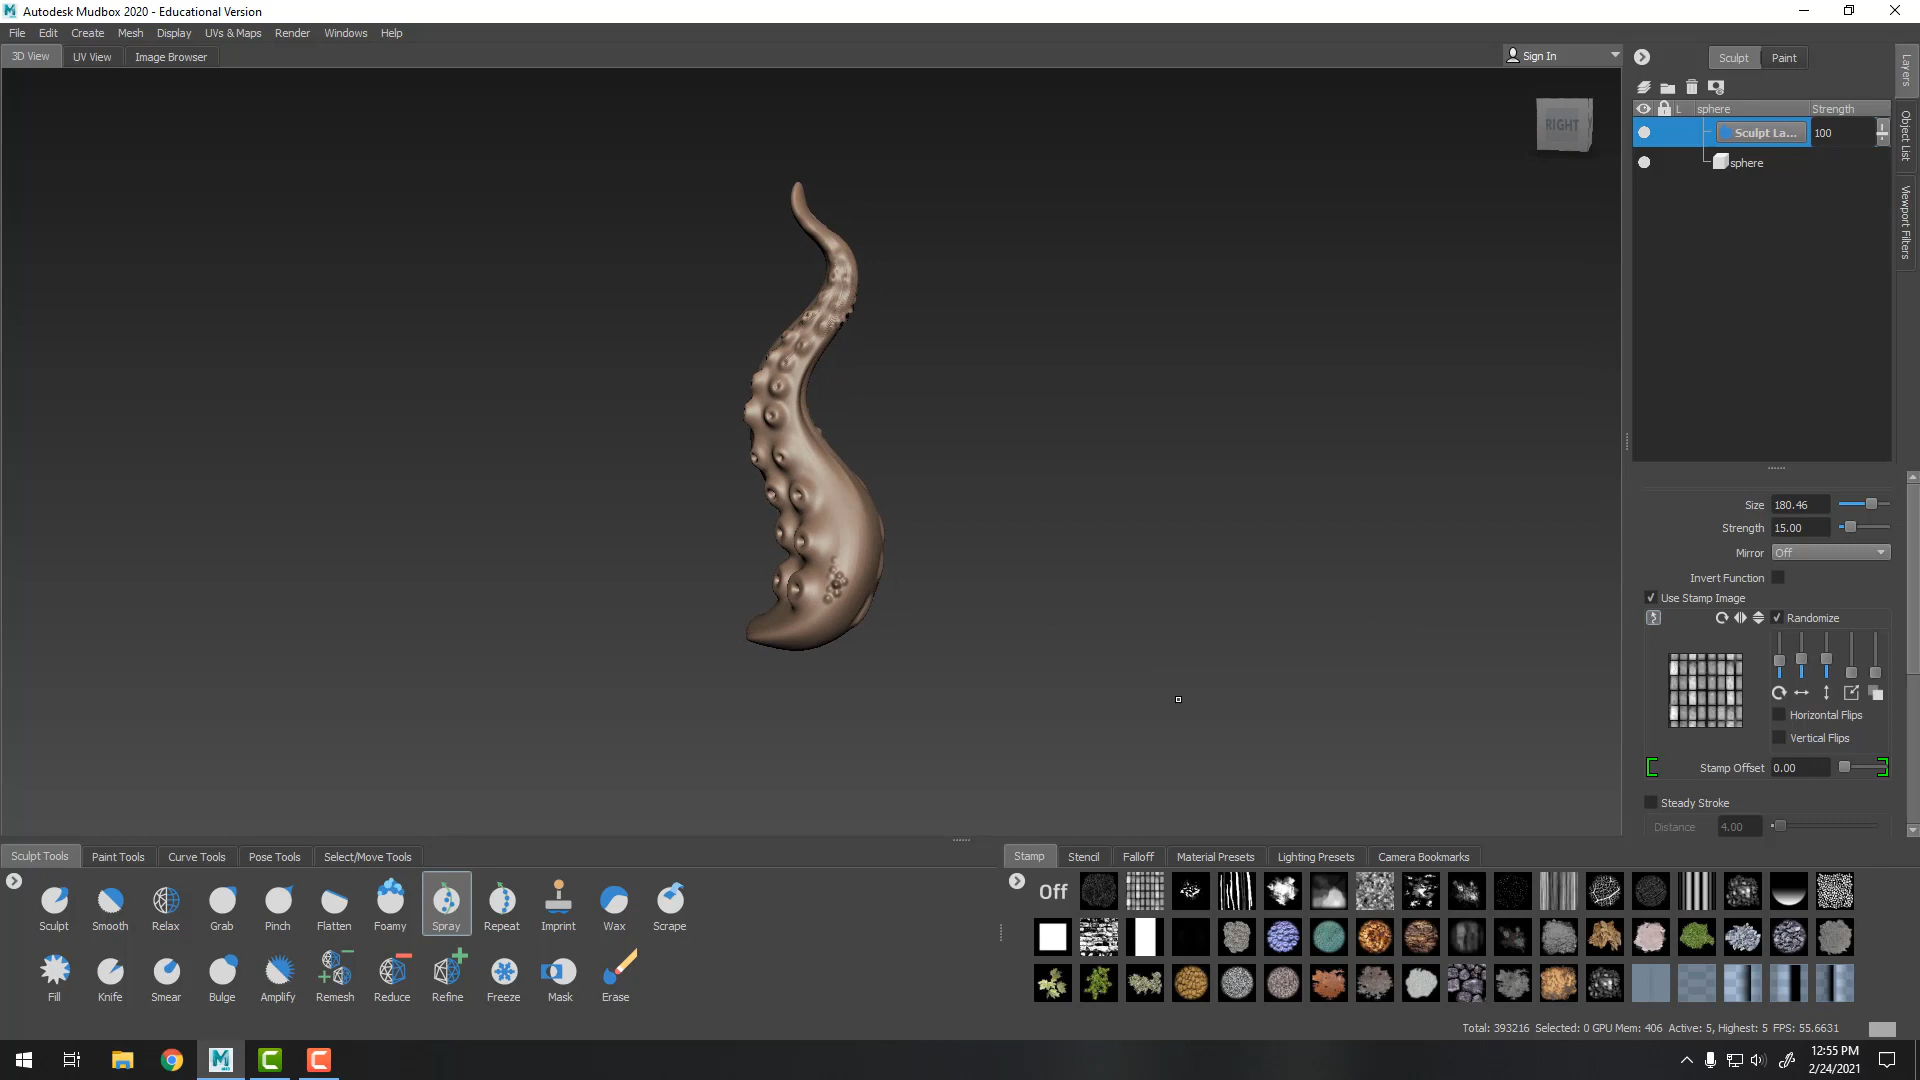 Autodesk Mudbox 2020 - Educational Version
File Edit Create Mesh Display UVs & Maps Render Windows Help
3D View UV View Image Browser
Sign In
Sculpt Paint
Layers
Object List
Viewport Filters
L sphere Strength
Sculpt La... 100
sphere
RIGHT
Size 180.46
Strength 15.00
Mirror Off
Invert Function
Use Stamp Image
Randomize
Horizontal Flips
Vertical Flips
Stamp Offset 0.00
Steady Stroke
Distance 4.00
Sculpt Tools Paint Tools Curve Tools Pose Tools Select/Move Tools
Sculpt Smooth Relax Grab Pinch Flatten Foamy Spray Repeat Imprint Wax Scrape
Fill Knife Smear Bulge Amplify Remesh Reduce Refine Freeze Mask Erase
Stamp Stencil Falloff Material Presets Lighting Presets Camera Bookmarks
Off
Total: 393216 Selected: 0 GPU Mem: 406 Active: 5, Highest: 5 FPS: 55.6631
12:55 PM
2/24/2021